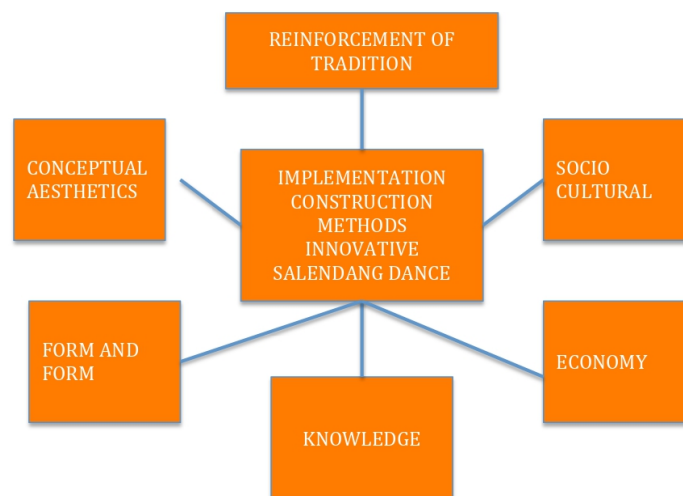 REINFORCEMENT OF
TRADITION
CONCEPTUAL
AESTHETICS
IMPLEMENTATION
CONSTRUCTION
METHODS
INNOVATIVE
SALENDANG DANCE
SOCIO
CULTURAL
FORM AND
FORM
KNOWLEDGE
ECONOMY